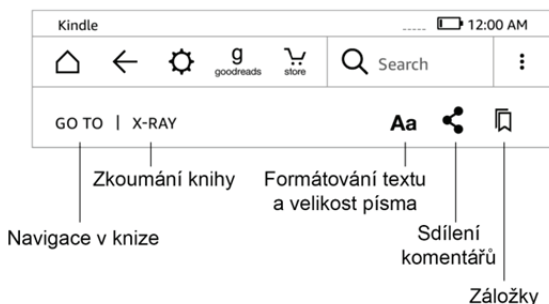 Kindle 12:00 AM
g
goodreads store Search
GO TO | X-RAY Aa
Zkoumání knihy Formátování textu
a velikost písma
Navigace v knize Sdílení
komentářů
Záložky